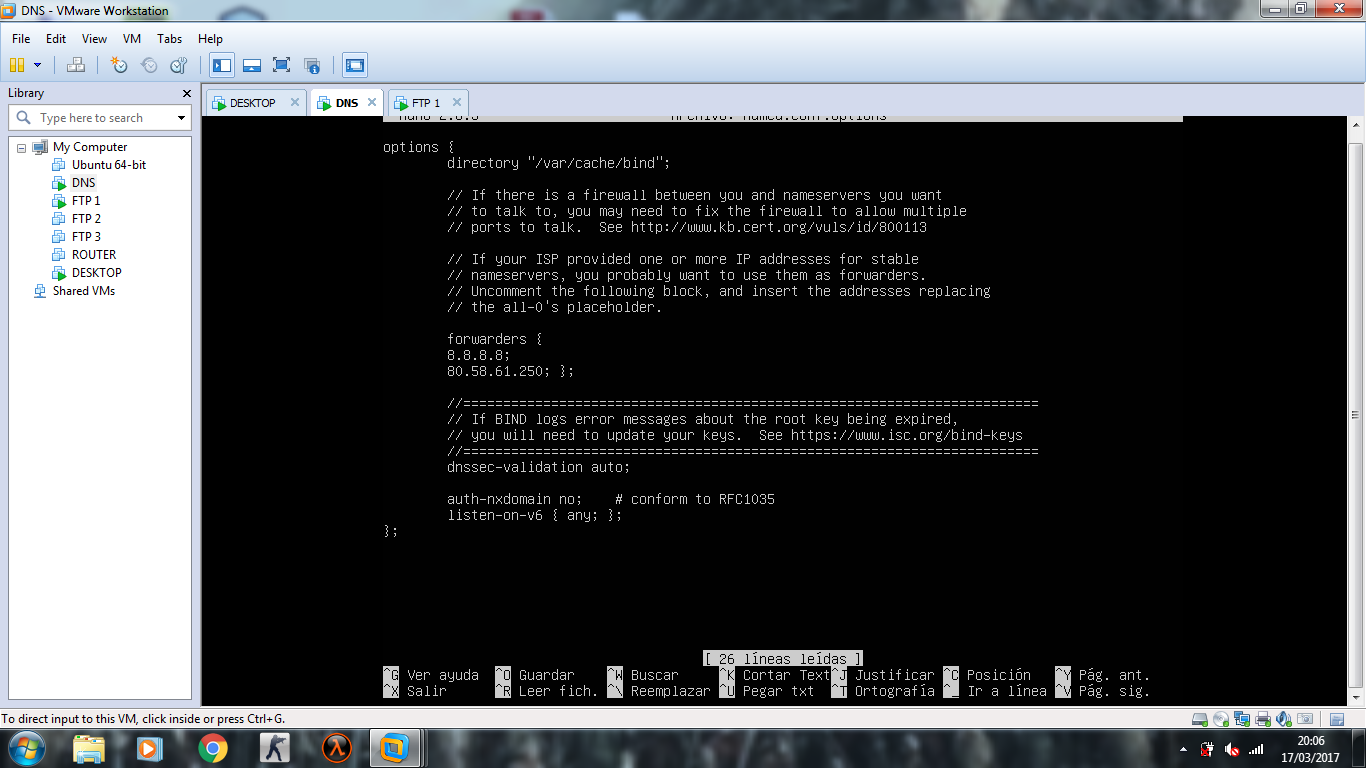 DNS - VMware Workstation
File Edit View VM Tabs Help
Library
Type here to search
My Computer
Ubuntu 64-bit
DNS
FTP 1
FTP 2
FTP 3
ROUTER
DESKTOP
Shared VMs
DESKTOP DNS FTP 1
options {
directory "/var/cache/bind";
// If there is a firewall between you and nameservers you want
// to talk to, you may need to fix the firewall to allow multiple
// ports to talk.  See http://www.kb.cert.org/vuls/id/800113
// If your ISP provided one or more IP addresses for stable
// nameservers, you probably want to use them as forwarders.
// Uncomment the following block, and insert the addresses replacing
// the all-0's placeholder.
forwarders {
8.8.8.8;
80.58.61.250; };
//========================================================================
// If BIND logs error messages about the root key being expired,
// you will need to update your keys.  See https://www.isc.org/bind-keys
//========================================================================
dnssec-validation auto;
auth-nxdomain no;    # conform to RFC1035
listen-on-v6 { any; };
};
[ 26 líneas leídas ]
^G Ver ayuda ^O Guardar ^W Buscar ^K Cortar Text ^J Justificar ^C Posición ^Y Pág. ant.
^X Salir ^R Leer fich. ^\ Reemplazar ^U Pegar txt ^T Ortografía ^_ Ir a línea ^V Pág. sig.
To direct input to this VM, click inside or press Ctrl+G.
20:06
17/03/2017